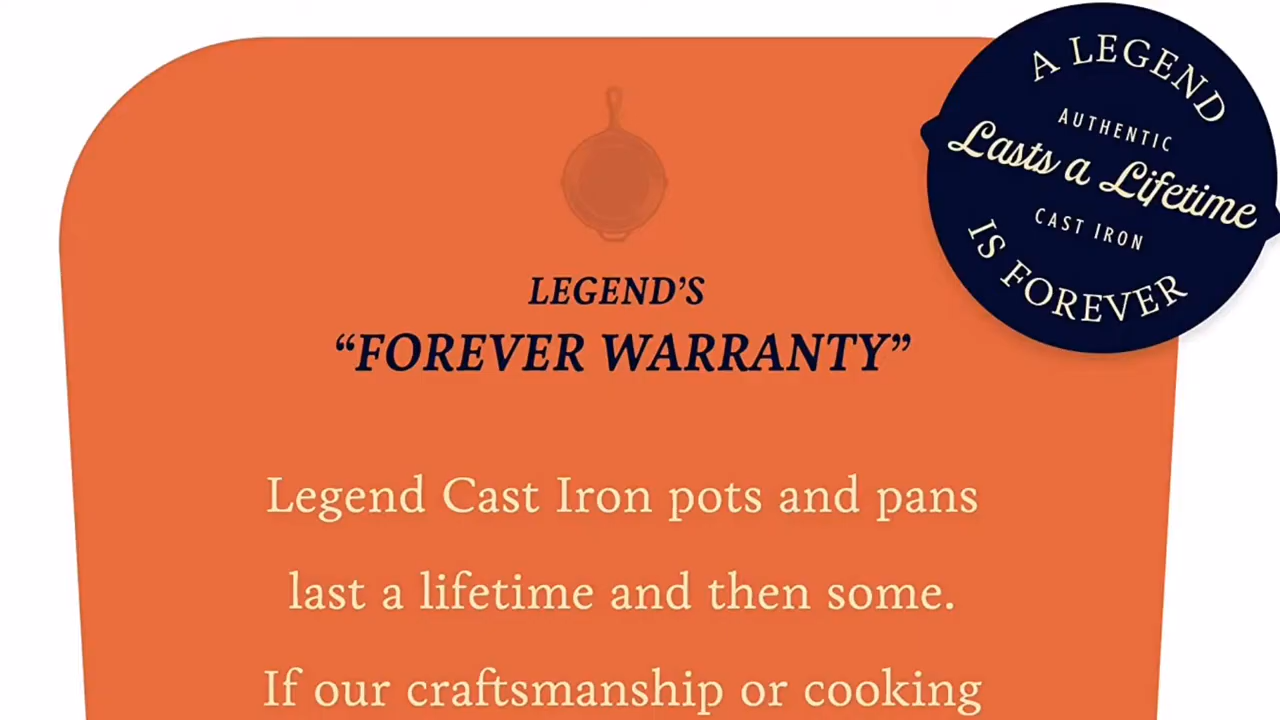 A LEGEND
AUTHENTIC
Lasts a Lifetime
CAST IRON
IS FOREVER
LEGEND’S
“FOREVER WARRANTY”
Legend Cast Iron pots and pans
last a lifetime and then some.
If our craftsmanship or cooking